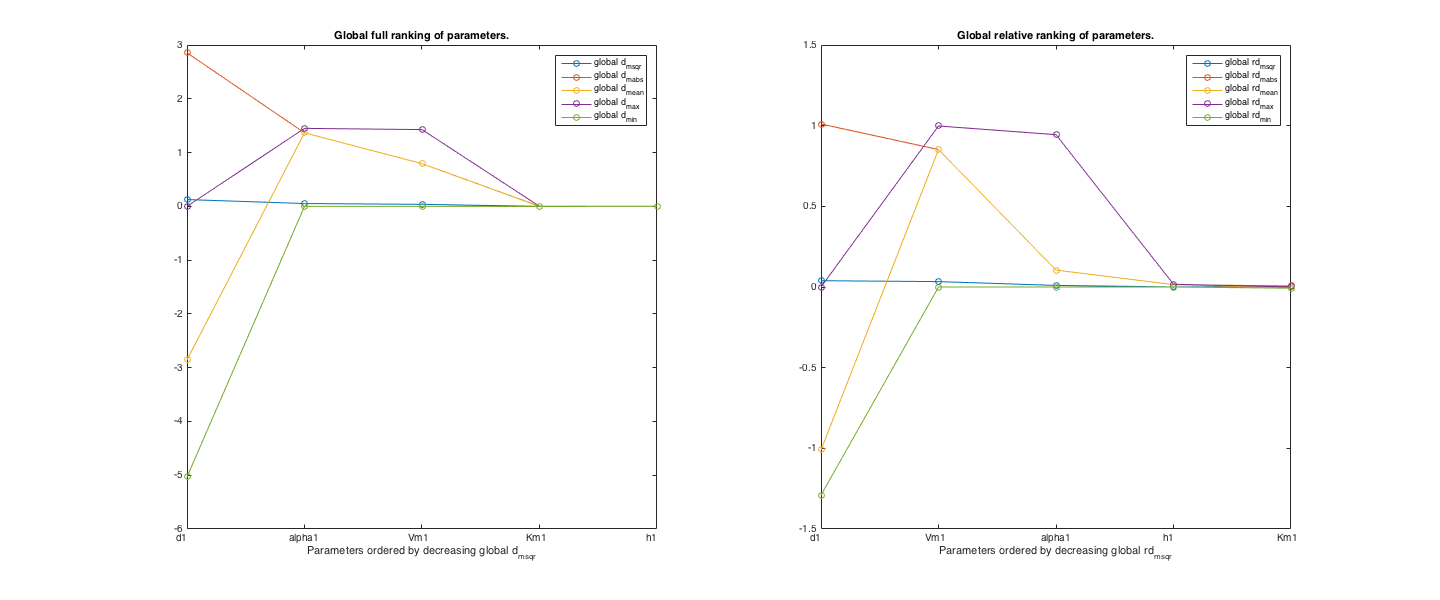 Global full ranking of parameters.
3
2
1
0
-1
-2
-3
-4
-5
-6
global d_msqr
global d_mabs
global d_mean
global d_max
global d_min
d1 alpha1 Vm1 Km1 h1
Parameters ordered by decreasing global d_msqr
Global relative ranking of parameters.
1.5
1
0.5
0
-0.5
-1
-1.5
global rd_msqr
global rd_mabs
global rd_mean
global rd_max
global rd_min
d1 Vm1 alpha1 h1 Km1
Parameters ordered by decreasing global rd_msqr